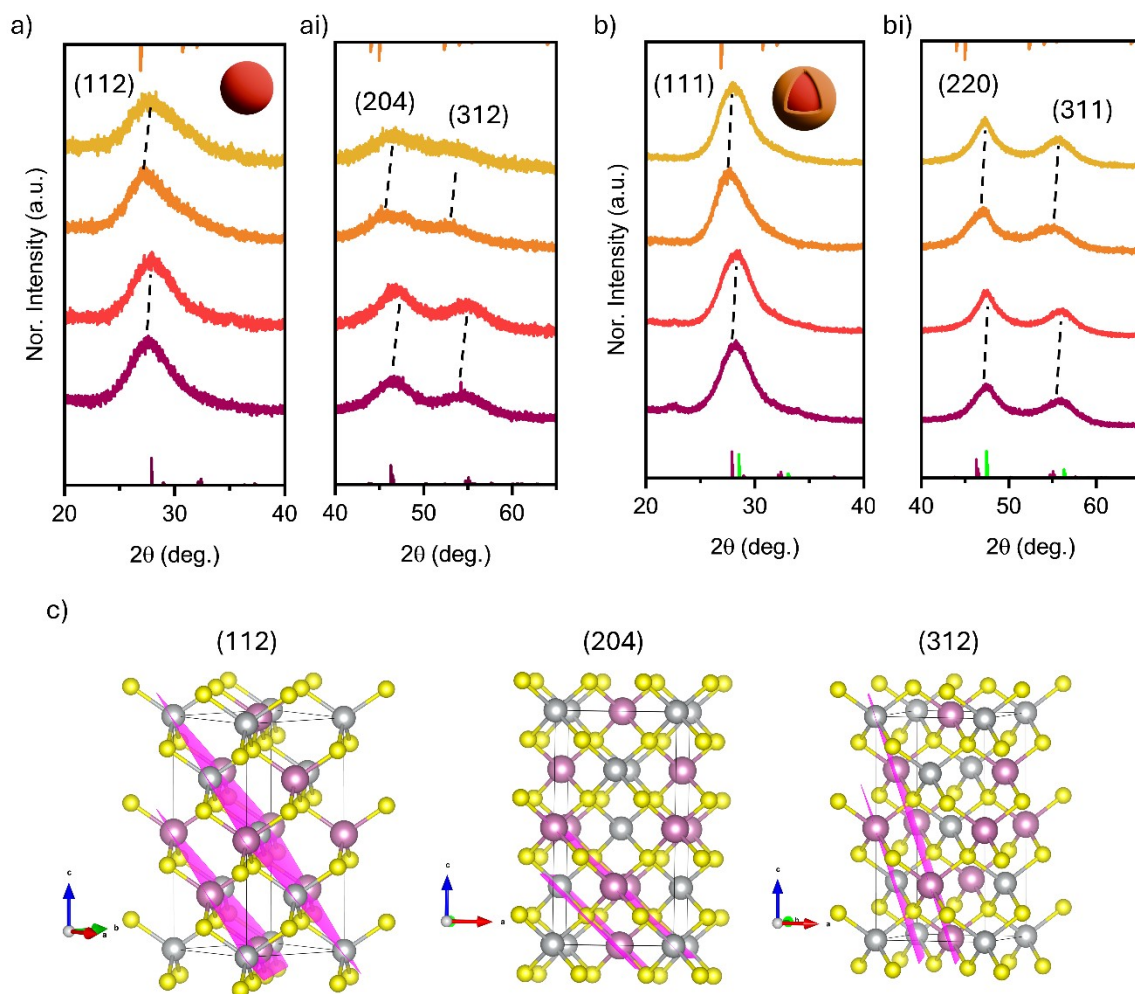 a)
ai)
b)
bi)
(112)
(204)
(312)
(111)
(220)
(311)
Nor. Intensity (a.u.)
Nor. Intensity (a.u.)
20 30 40
40 50 60
20 30 40
40 50 60
2θ (deg.)
2θ (deg.)
2θ (deg.)
2θ (deg.)
c)
(112)
(204)
(312)
c
b
a
c
a
c
b
a